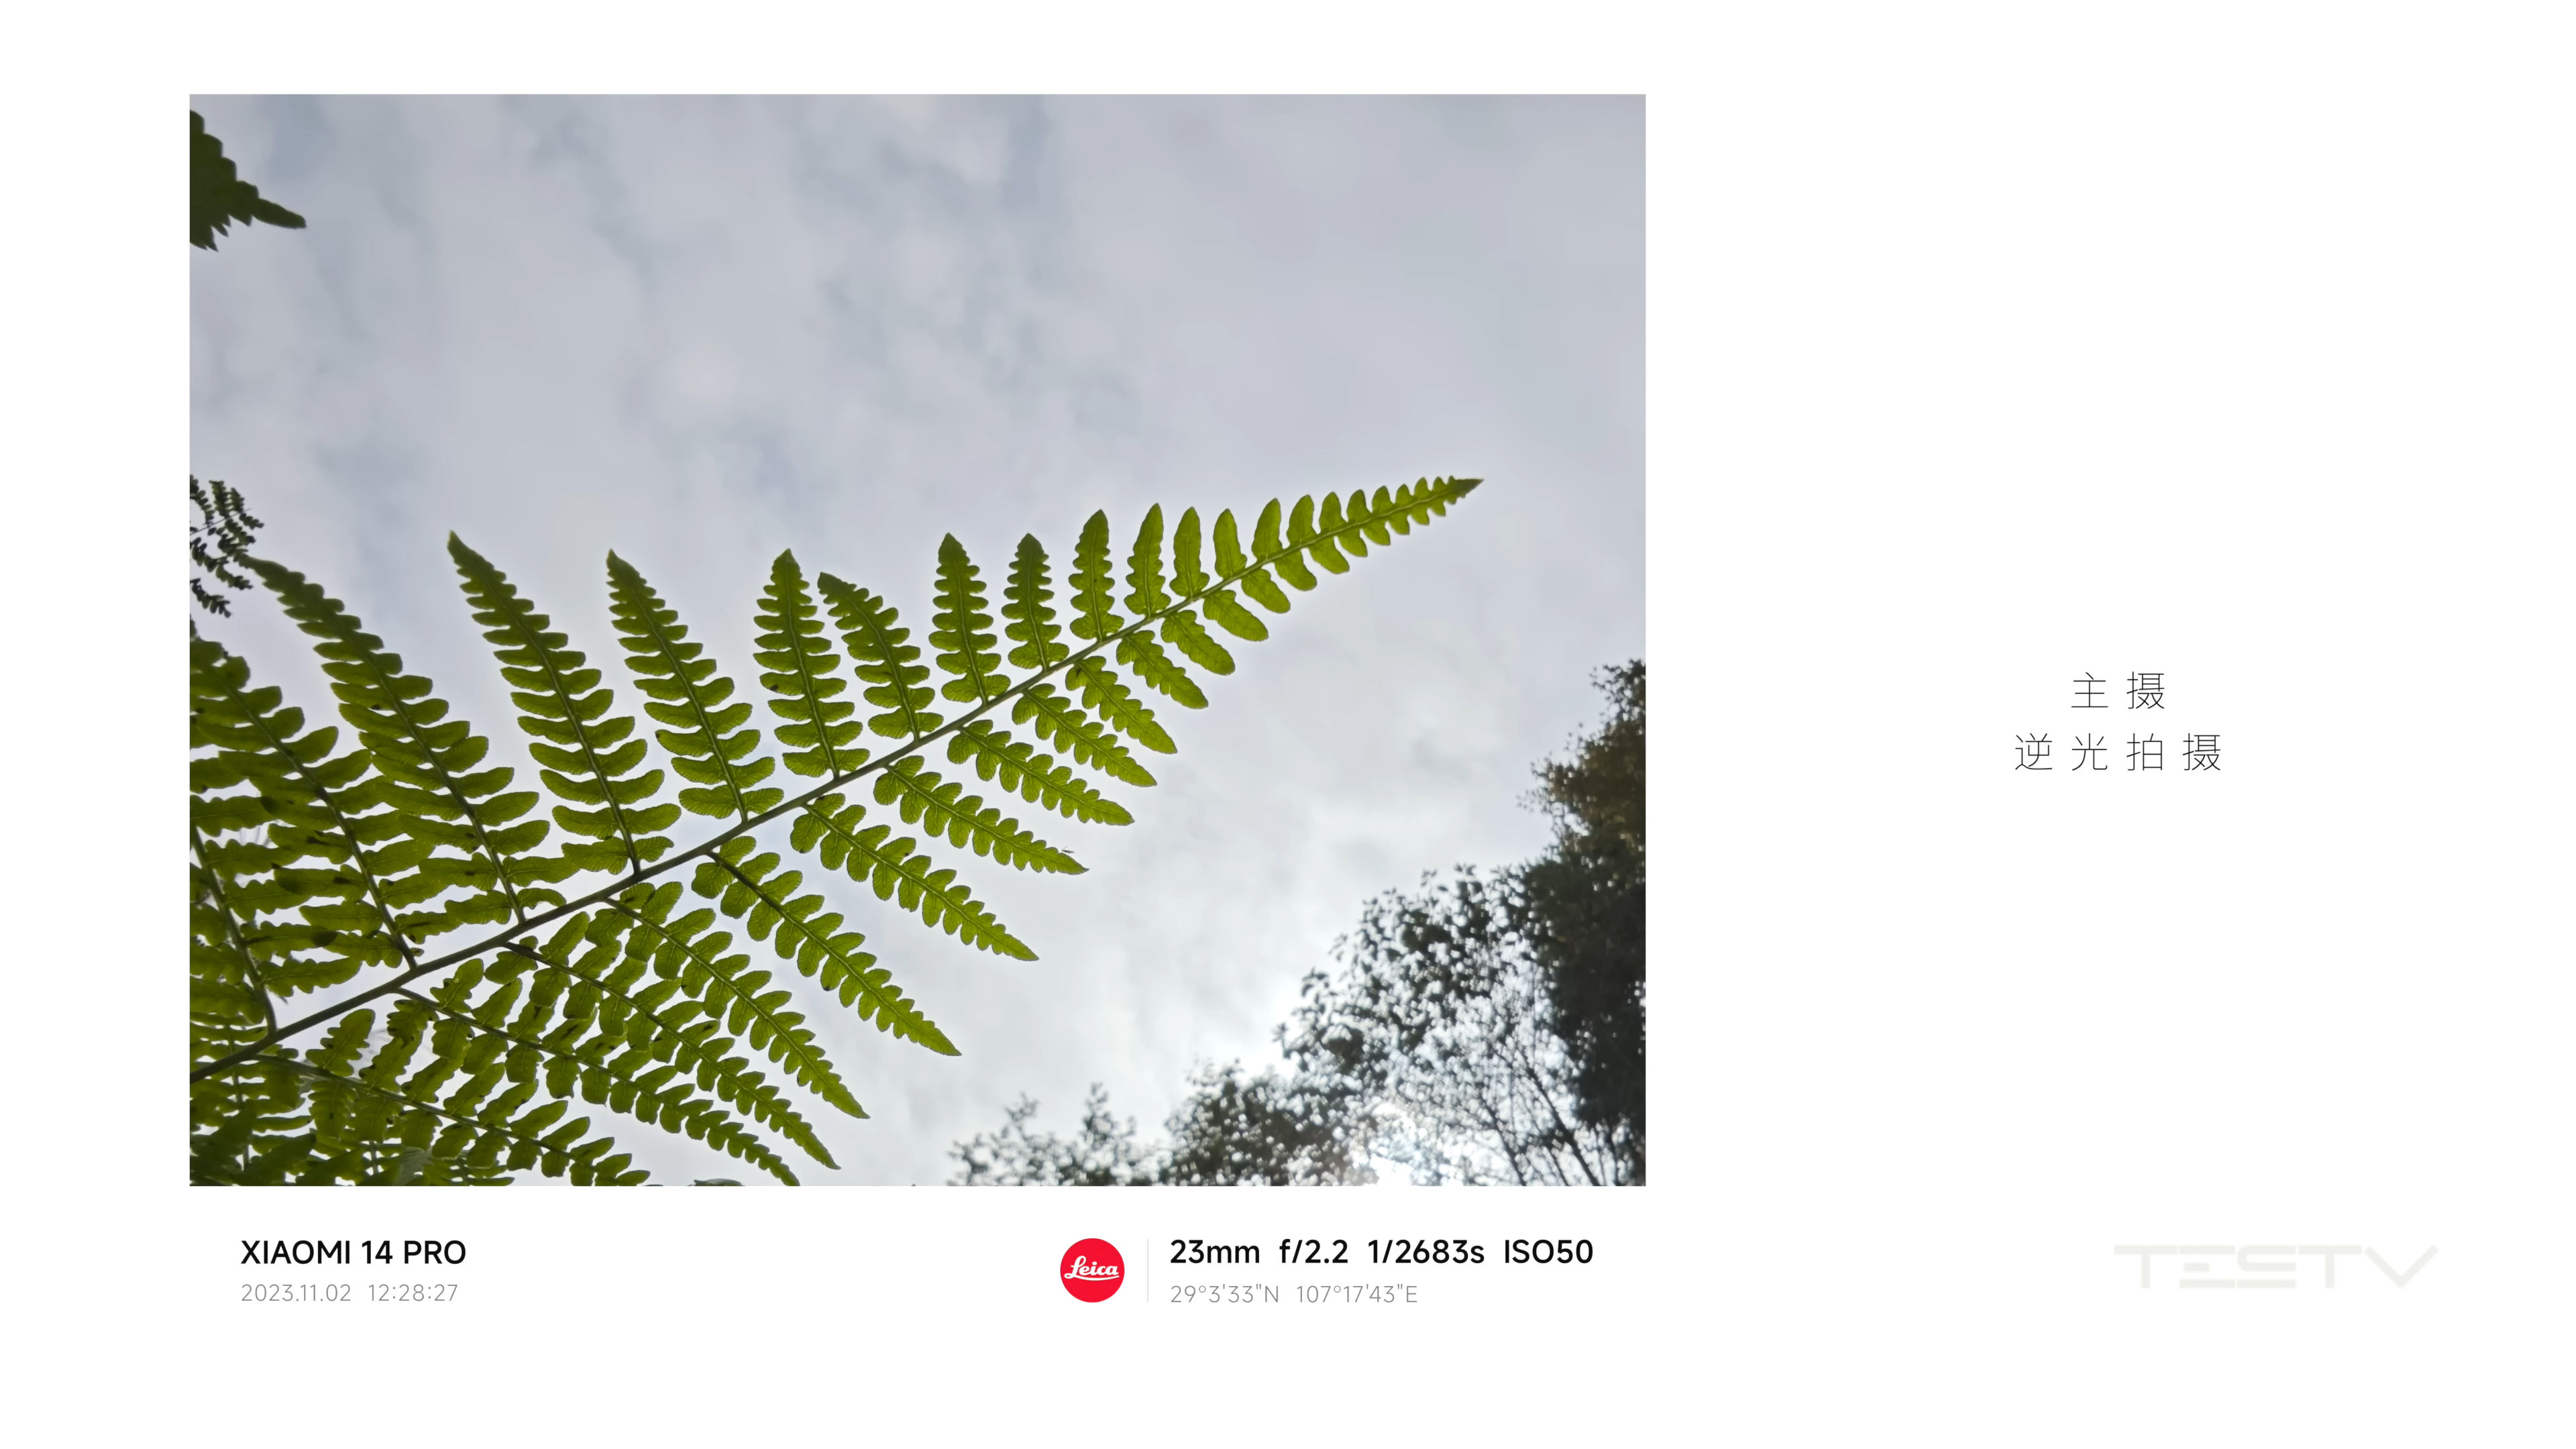 主摄
逆光拍摄
XIAOMI 14 PRO
2023.11.02 12:28:27
Leica
23mm f/2.2 1/2683s ISO50
29°3'33"N 107°17'43"E
TESTV